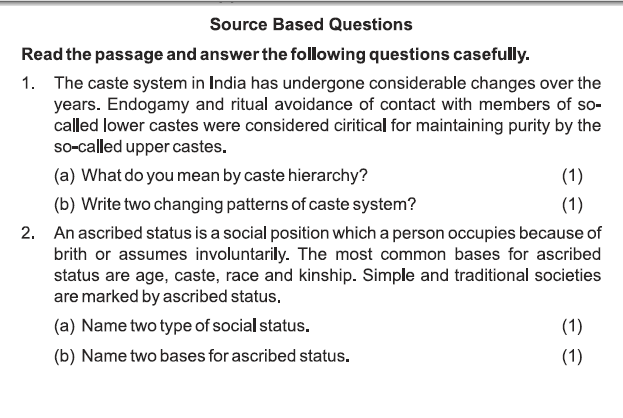 Source Based Questions
Read the passage and answer the following questions casefully.
1. The caste system in India has undergone considerable changes over the
years. Endogamy and ritual avoidance of contact with members of so-
called lower castes were considered ciritical for maintaining purity by the
so-called upper castes.
(a) What do you mean by caste hierarchy? (1)
(b) Write two changing patterns of caste system? (1)
2. An ascribed status is a social position which a person occupies because of
brith or assumes involuntarily. The most common bases for ascribed
status are age, caste, race and kinship. Simple and traditional societies
are marked by ascribed status.
(a) Name two type of social status. (1)
(b) Name two bases for ascribed status. (1)